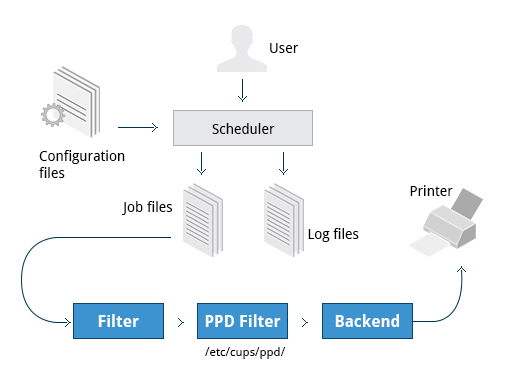 User
Scheduler
Configuration
files
Job files
Log files
Printer
Filter
PPD Filter
Backend
/etc/cups/ppd/